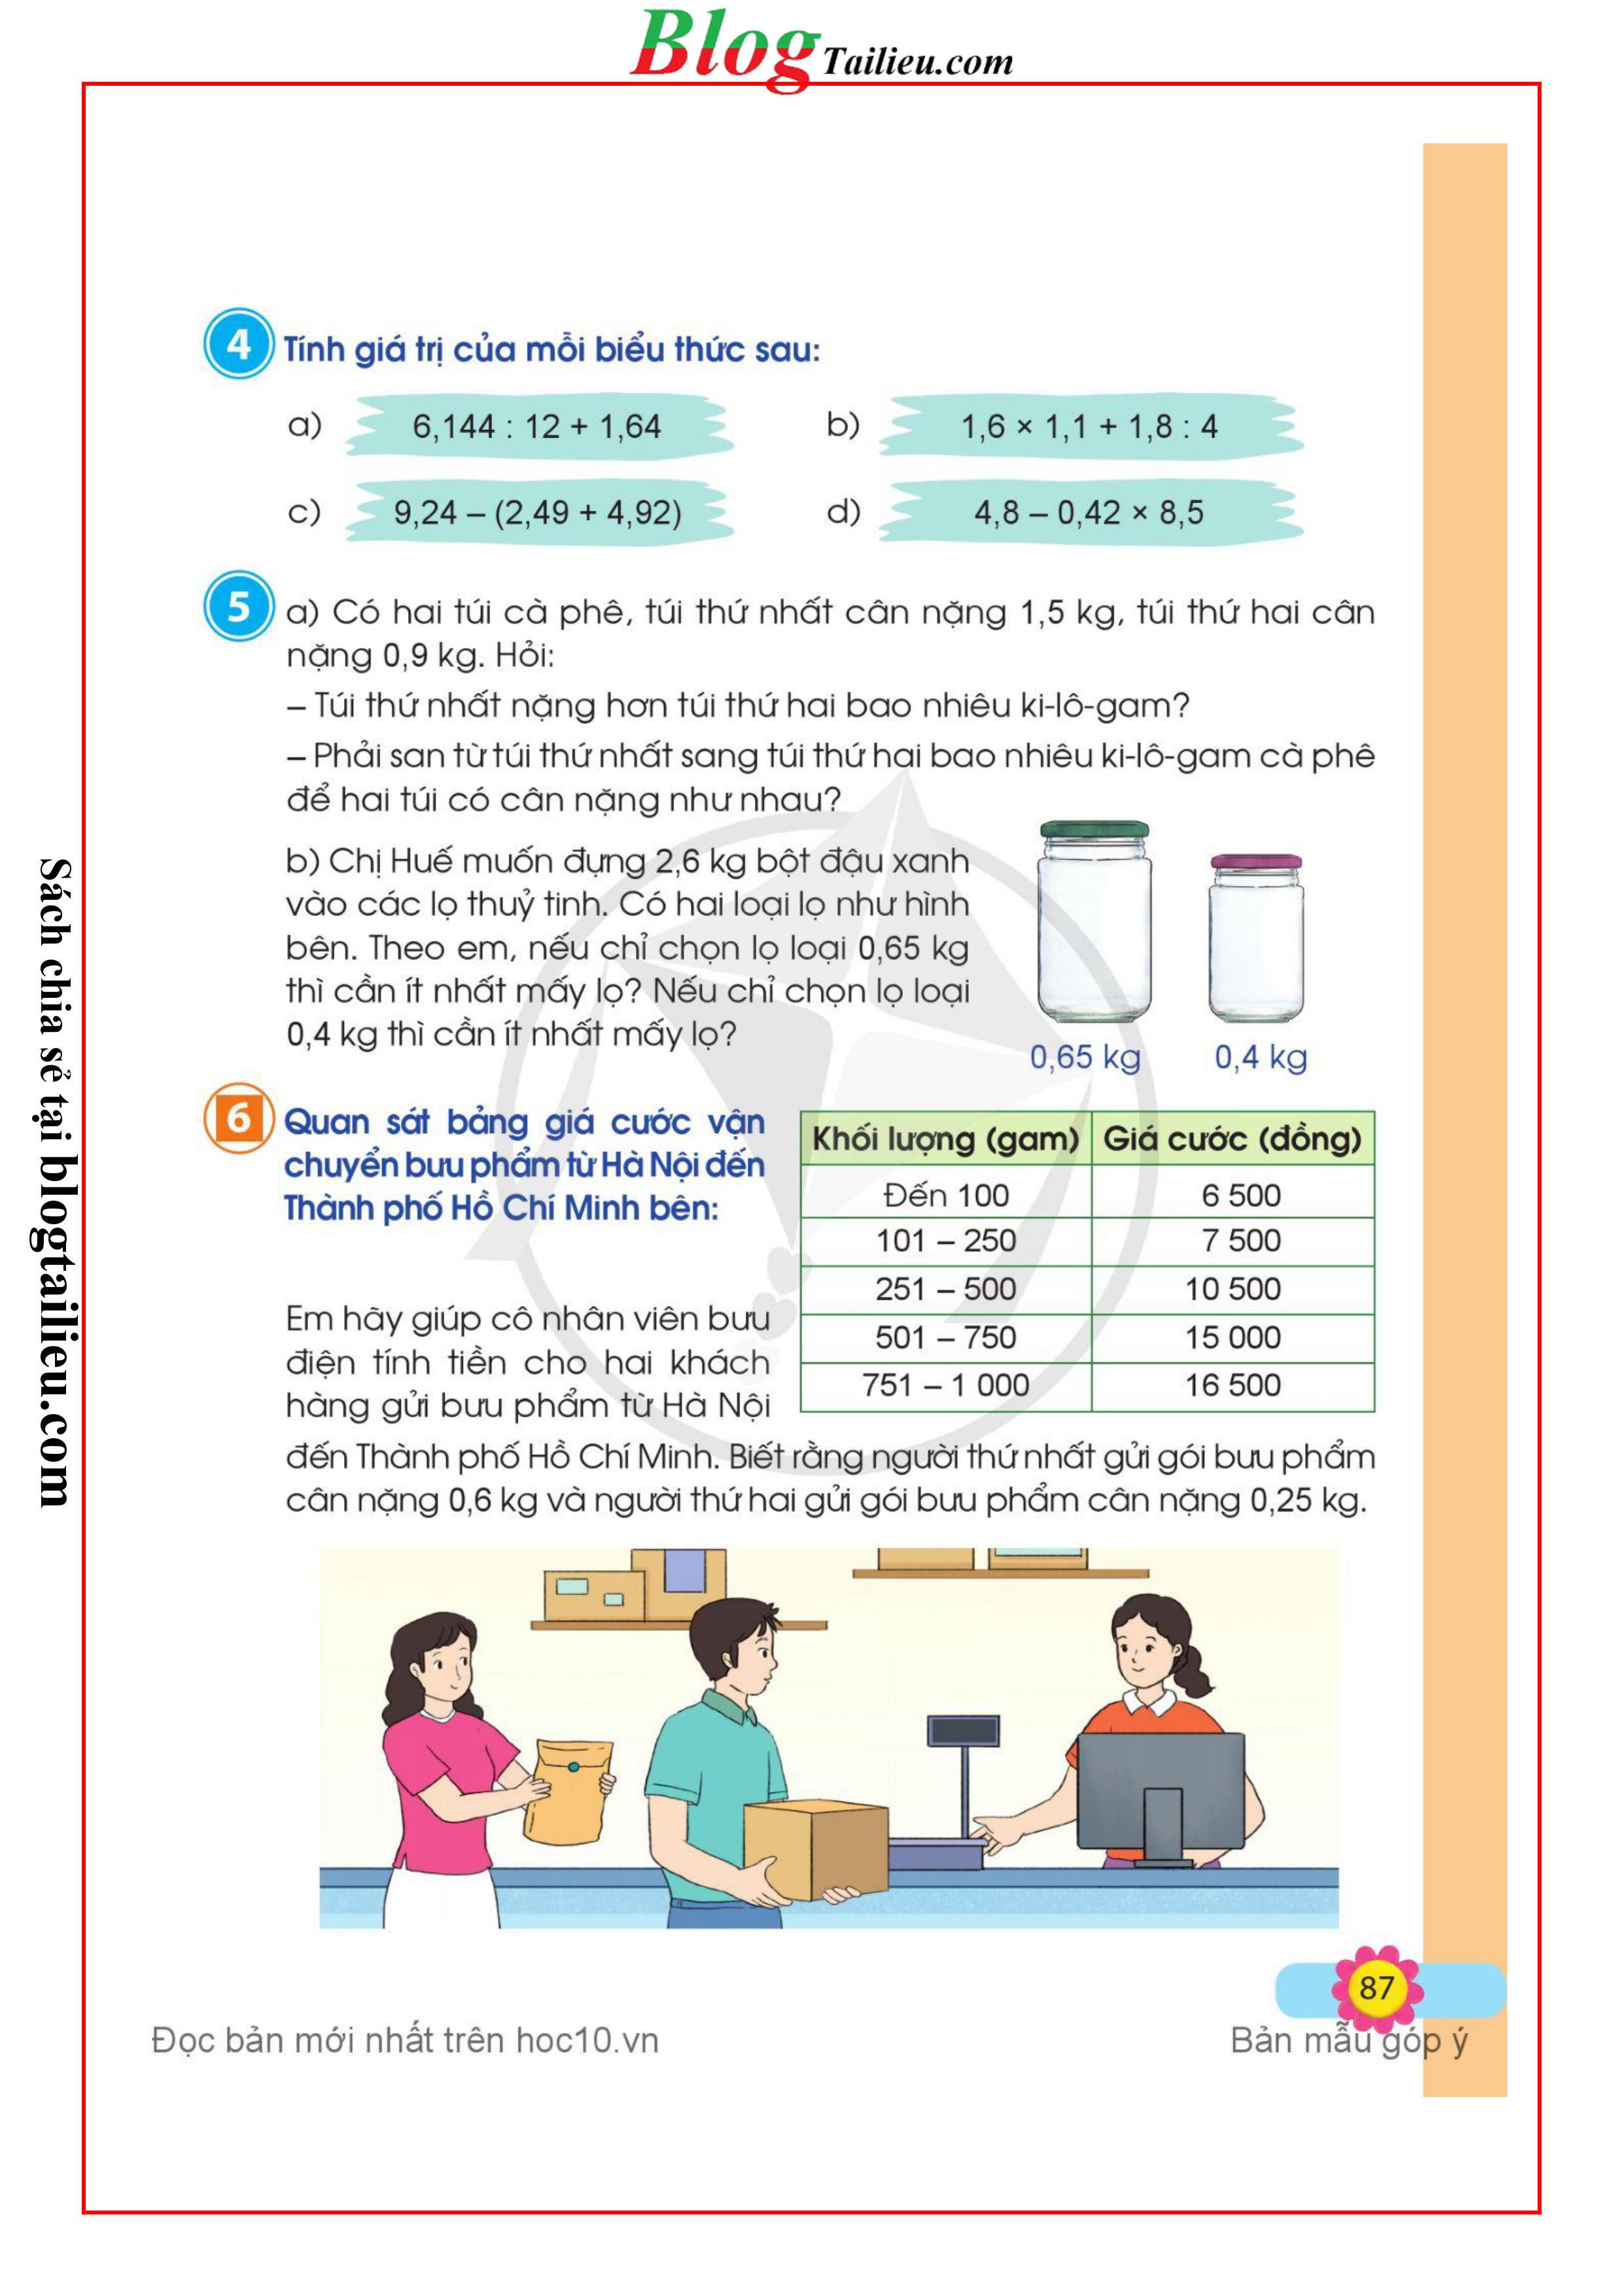 Blog Tailieu.com
4 Tính giá trị của mỗi biểu thức sau:
a) 6,144 : 12 + 1,64 b) 1,6 × 1,1 + 1,8 : 4
c) 9,24 – (2,49 + 4,92) d) 4,8 – 0,42 × 8,5
5 a) Có hai túi cà phê, túi thứ nhất cân nặng 1,5 kg, túi thứ hai cân
nặng 0,9 kg. Hỏi:
– Túi thứ nhất nặng hơn túi thứ hai bao nhiêu ki-lô-gam?
– Phải san từ túi thứ nhất sang túi thứ hai bao nhiêu ki-lô-gam cà phê
để hai túi có cân nặng như nhau?
b) Chị Huế muốn đựng 2,6 kg bột đậu xanh
vào các lọ thuỷ tinh. Có hai loại lọ như hình
bên. Theo em, nếu chỉ chọn lọ loại 0,65 kg
thì cần ít nhất mấy lọ? Nếu chỉ chọn lọ loại
0,4 kg thì cần ít nhất mấy lọ?
0,65 kg 0,4 kg
6 Quan sát bảng giá cước vận
chuyển bưu phẩm từ Hà Nội đến
Thành phố Hồ Chí Minh bên:
Khối lượng (gam) Giá cước (đồng)
Đến 100 6 500
101 – 250 7 500
251 – 500 10 500
501 – 750 15 000
751 – 1 000 16 500
Em hãy giúp cô nhân viên bưu
điện tính tiền cho hai khách
hàng gửi bưu phẩm từ Hà Nội
đến Thành phố Hồ Chí Minh. Biết rằng người thứ nhất gửi gói bưu phẩm
cân nặng 0,6 kg và người thứ hai gửi gói bưu phẩm cân nặng 0,25 kg.
87
Đọc bản mới nhất trên hoc10.vn Bản mẫu góp ý
Sách chia sẻ tại blogtailieu.com